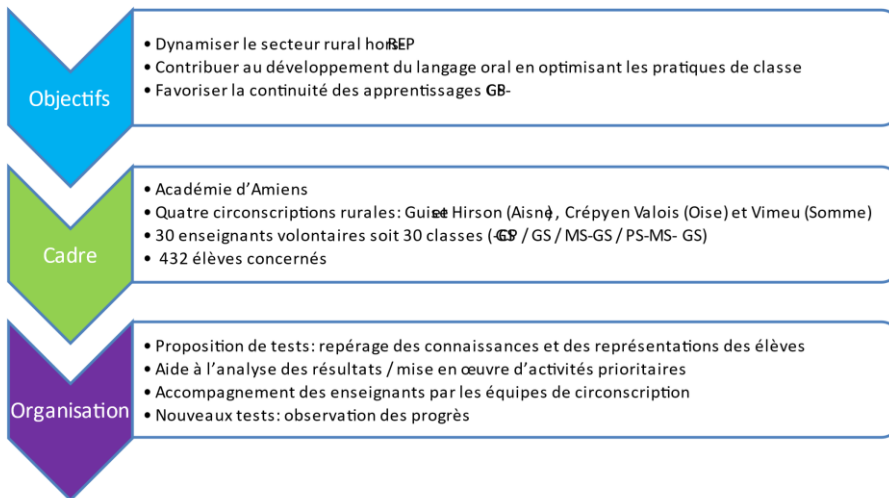 Objectifs
• Dynamiser le secteur rural hors-REP
• Contribuer au développement du langage oral en optimisant les pratiques de classe
• Favoriser la continuité des apprentissages
Cadre
• Académie d'Amiens
• Quatre circonscriptions rurales: Guise et Hirson (Aisne), Crépy en Valois (Oise) et Vimeu (Somme)
• 30 enseignants volontaires soit 30 classes (GS-CP / GS / MS-GS / PS-MS- GS)
• 432 élèves concernés
Organisation
• Proposition de tests: repérage des connaissances et des représentations des élèves
• Aide à l'analyse des résultats / mise en œuvre d'activités prioritaires
• Accompagnement des enseignants par les équipes de circonscription
• Nouveaux tests: observation des progrès